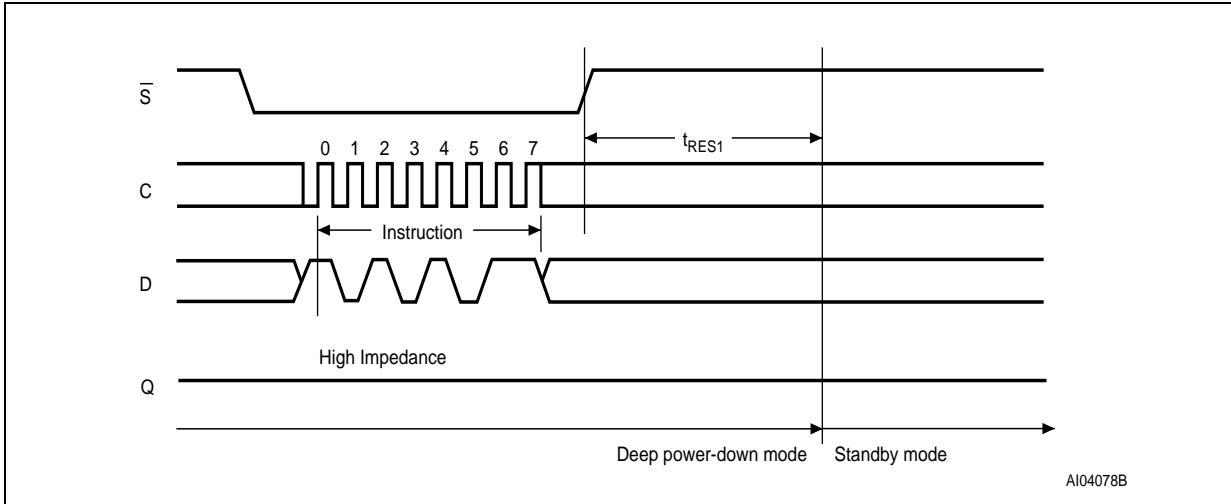 S̅
0 1 2 3 4 5 6 7
tRES1
C
Instruction
D
High Impedance
Q
Deep power-down mode Standby mode
AI04078B